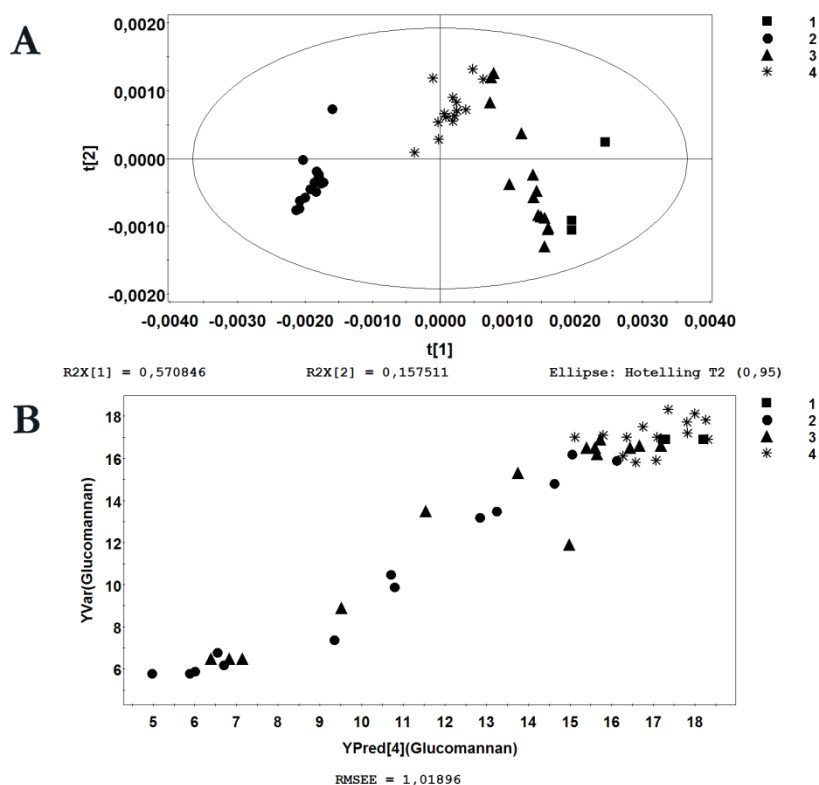 A
t[2]
0,0020
0,0010
0,0000
-0,0010
-0,0020
-0,0040 -0,0030 -0,0020 -0,0010 0,0000 0,0010 0,0020 0,0030 0,0040
t[1]
1
2
3
4
R2X[1] = 0,570846 R2X[2] = 0,157511 Ellipse: Hotelling T2 (0,95)
B
YVar(Glucomannan)
18
16
14
12
10
8
6
5 6 7 8 9 10 11 12 13 14 15 16 17 18
YPred[4](Glucomannan)
1
2
3
4
RMSEE = 1,01896